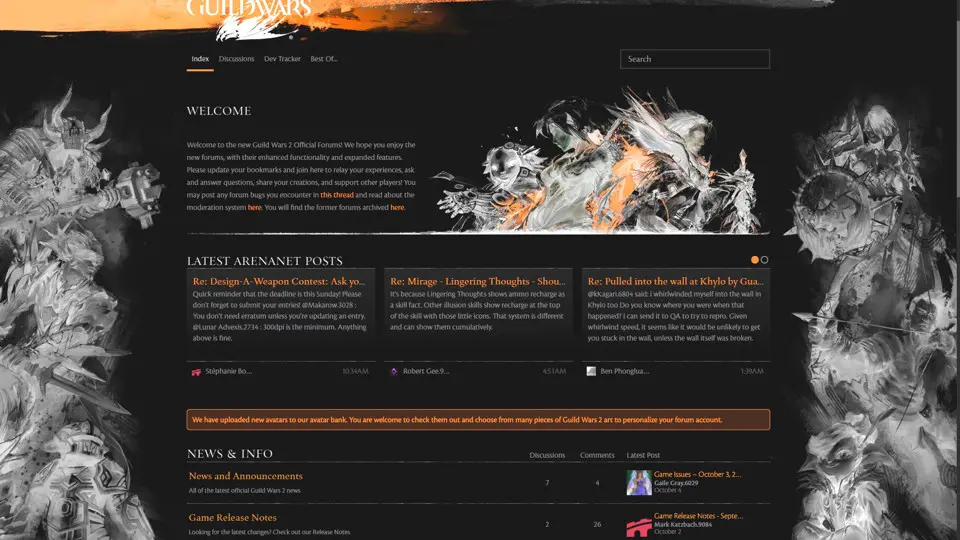 GUILD WARS
Index Discussions Dev Tracker Best Of...
Search
WELCOME
Welcome to the new Guild Wars 2 Official Forums! We hope you enjoy the
new forums, with their enhanced functionality and expanded features.
Please update your bookmarks and join here to relay your experiences, ask
and answer questions, share your creations, and support other players! You
may post any forum bugs you encounter in this thread and read about the
moderation system here. You will find the former forums archived here.
LATEST ARENANET POSTS
Re: Design-A-Weapon Contest: Ask yo...
Quick reminder that the deadline is this Sunday! Please
don't forget to submit your entries! @Makanow.3028 :
You don't need erratum unless you're updating an entry.
@Lunar Advexis.2734 : 300dpi is the minimum. Anything
above is fine.
Stéphanie Bo... 10:34AM
Re: Mirage - Lingering Thoughts - Shou...
It's because Lingering Thoughts shows ammo recharge as
a skill fact. Other illusion skills show recharge at the top
of the skill with those little icons. That system is different
and can show them cumulatively.
Robert Gee.9... 4:51AM
Re: Pulled into the wall at Khylo by Gua...
@kKagari.6804 said: i whirlwinded myself into the wall in
Khylo too Do you know where you were when that
happened? I can send it to QA to try to repro. Given
whirlwind speed, it seems like it would be unlikely to get
you stuck in the wall, unless the wall itself was broken.
Ben Phonglua... 1:39AM
We have uploaded new avatars to our avatar bank. You are welcome to check them out and choose from many pieces of Guild Wars 2 art to personalize your forum account.
NEWS & INFO Discussions Comments Latest Post
News and Announcements
All of the latest official Guild War 2 news
7 4
Game Issues – October 3, 2...
Gaile Gray.6029
October 4
Game Release Notes
Looking for the latest changes? Check out our Release Notes
2 26
Game Release Notes - Septe...
Mark Katzbach.9084
October 2